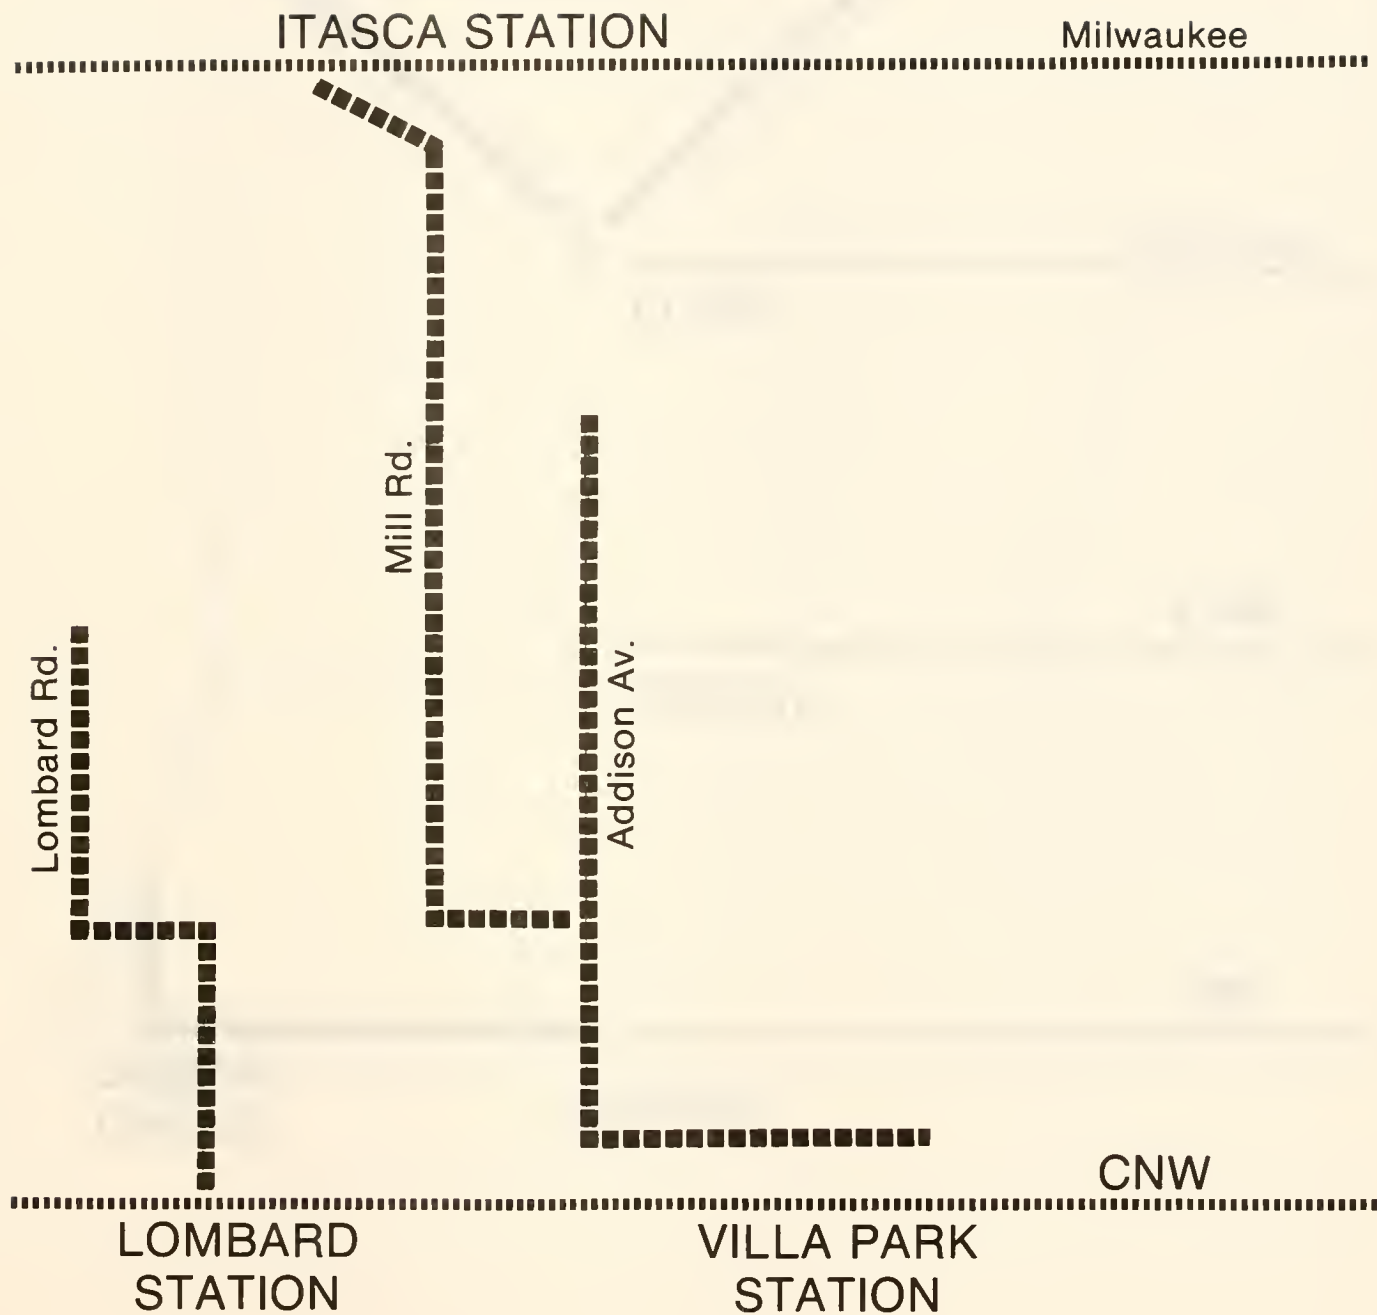 ITASCA STATION
Milwaukee
Mill Rd.
Lombard Rd.
Addison Av.
CNW
LOMBARD
STATION
VILLA PARK
STATION